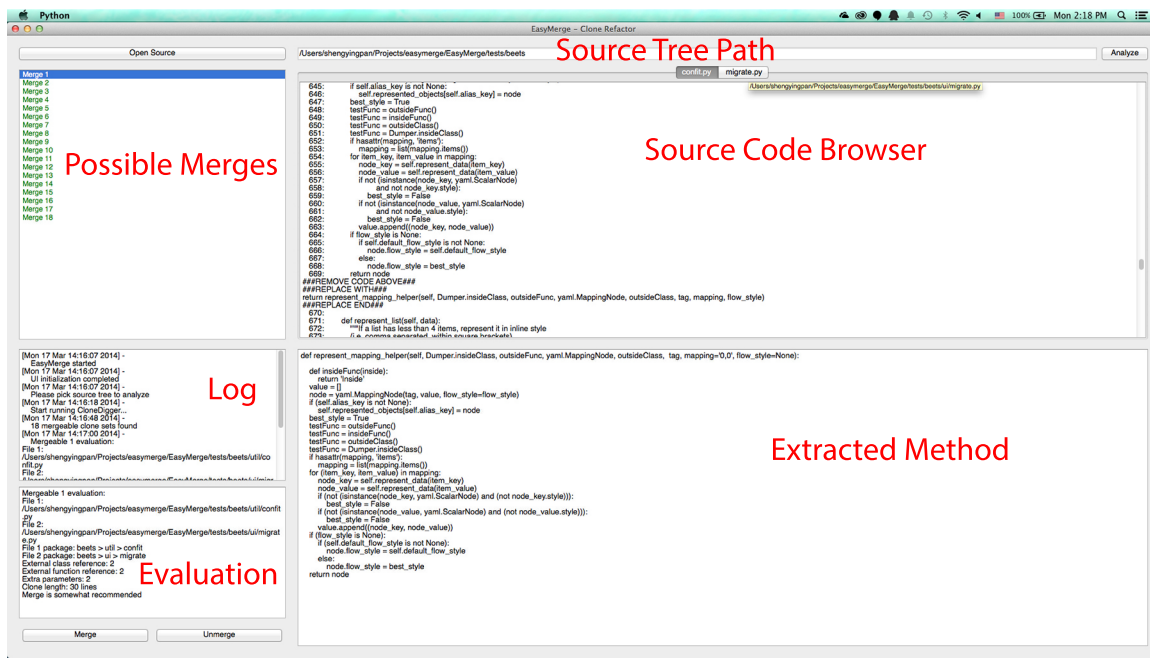 Python
100%
Mon 2:18 PM
EasyMerge - Clone Refactor
Open Source
/Users/shengyingpan/Projects/easymerge/EasyMerge/tests/beets
Analyze
Source Tree Path
confit.py
migrate.py
/Users/shengyingpan/Projects/easymerge/EasyMerge/tests/beets/ui/migrate.py
Merge 1
Merge 2
Merge 3
Merge 4
Merge 5
Merge 6
Merge 7
Merge 8
Merge 9
Merge 10
Merge 11
Merge 12
Merge 13
Merge 14
Merge 15
Merge 16
Merge 17
Merge 18
Possible Merges
645: if self.alias_key is not None:
646: self.represented_objects[self.alias_key] = node
647: best_style = True
648: testFunc = outsideFunc()
649: testFunc = insideFunc()
650: testFunc = outsideClass()
651: testFunc = Dumper.insideClass()
652: if hasattr(mapping, 'items'):
653: mapping = list(mapping.items())
654: for item_key, item_value in mapping:
655: node_key = self.represent_data(item_key)
656: node_value = self.represent_data(item_value)
657: if not (isinstance(node_key, yaml.ScalarNode)
658: and not node_key.style):
659: best_style = False
660: if not (isinstance(node_value, yaml.ScalarNode)
661: and not node_value.style):
662: best_style = False
663: value.append((node_key, node_value))
664: if flow_style is None:
665: if self.default_flow_style is not None:
666: node.flow_style = self.default_flow_style
667: else:
668: node.flow_style = best_style
669: return node
###REMOVE CODE ABOVE###
###REPLACE WITH###
return represent_mapping_helper(self, Dumper.insideClass, outsideFunc, yaml.MappingNode, outsideClass, tag, mapping, flow_style)
###REPLACE END###
670:
671: def represent_list(self, data):
672: """If a list has less than 4 items, represent it in inline style
673: (i.e. comma separated, within square brackets).
Source Code Browser
[Mon 17 Mar 14:16:07 2014] -
EasyMerge started
[Mon 17 Mar 14:16:07 2014] -
UI initialization completed
[Mon 17 Mar 14:16:07 2014] -
Please pick source tree to analyze
[Mon 17 Mar 14:16:18 2014] -
Start running CloneDigger...
[Mon 17 Mar 14:16:48 2014] -
18 mergeable clone sets found
[Mon 17 Mar 14:17:00 2014] -
Mergeable 1 evaluation:
File 1:
/Users/shengyingpan/Projects/easymerge/EasyMerge/tests/beets/util/co
nfit.py
File 2:
/Users/shengyingpan/Projects/easymerge/EasyMerge/tests/beets/ui/migr
Log
Mergeable 1 evaluation:
File 1:
/Users/shengyingpan/Projects/easymerge/EasyMerge/tests/beets/util/confit
.py
File 2:
/Users/shengyingpan/Projects/easymerge/EasyMerge/tests/beets/ui/migrat
e.py
File 1 package: beets > util > confit
File 2 package: beets > ui > migrate
External class reference: 2
External function reference: 2
Extra parameters: 2
Clone length: 30 lines
Merge is somewhat recommended
Evaluation
Merge
Unmerge
def represent_mapping_helper(self, Dumper.insideClass, outsideFunc, yaml.MappingNode, outsideClass, tag, mapping='0,0', flow_style=None):
def insideFunc(inside):
return 'Inside'
value = []
node = yaml.MappingNode(tag, value, flow_style=flow_style)
if (self.alias_key is not None):
self.represented_objects[self.alias_key] = node
best_style = True
testFunc = outsideFunc()
testFunc = insideFunc()
testFunc = outsideClass()
testFunc = Dumper.insideClass()
if hasattr(mapping, 'items'):
mapping = list(mapping.items())
for (item_key, item_value) in mapping:
node_key = self.represent_data(item_key)
node_value = self.represent_data(item_value)
if (not (isinstance(node_key, yaml.ScalarNode) and (not node_key.style))):
best_style = False
if (not (isinstance(node_value, yaml.ScalarNode) and (not node_value.style))):
best_style = False
value.append((node_key, node_value))
if (flow_style is None):
if (self.default_flow_style is not None):
node.flow_style = self.default_flow_style
else:
node.flow_style = best_style
return node
Extracted Method